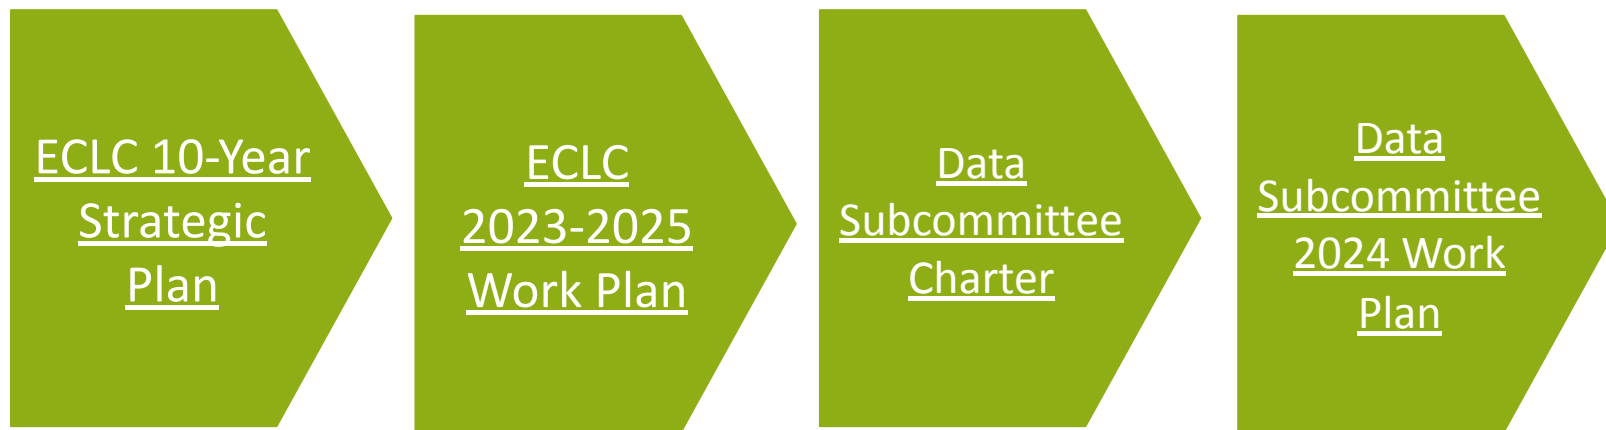 ECLC 10-Year
Strategic
Plan
ECLC
2023-2025
Work Plan
Data
Subcommittee
Charter
Data
Subcommittee
2024 Work
Plan